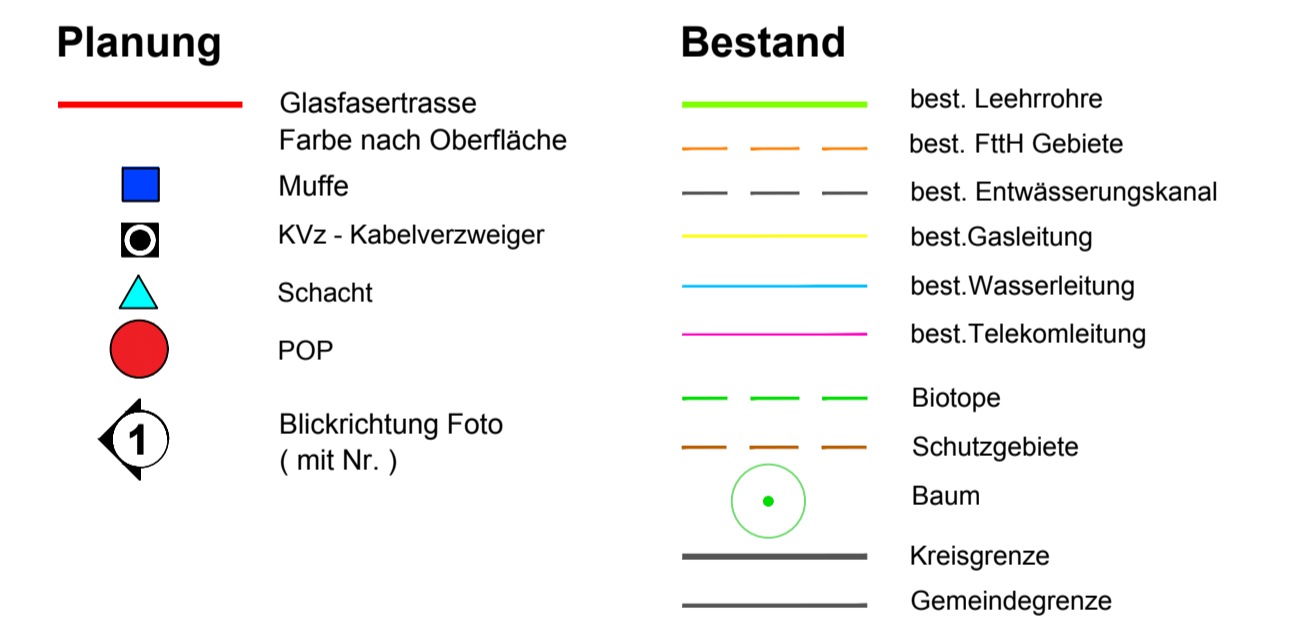 Planung
Glasfasertrasse
Farbe nach Oberfläche
Muffe
KVz - Kabelverzweiger
Schacht
POP
1
Blickrichtung Foto
( mit Nr. )
Bestand
best. Leehrrohre
best. FttH Gebiete
best. Entwässerungskanal
best.Gasleitung
best.Wasserleitung
best.Telekomleitung
Biotope
Schutzgebiete
Baum
Kreisgrenze
Gemeindegrenze